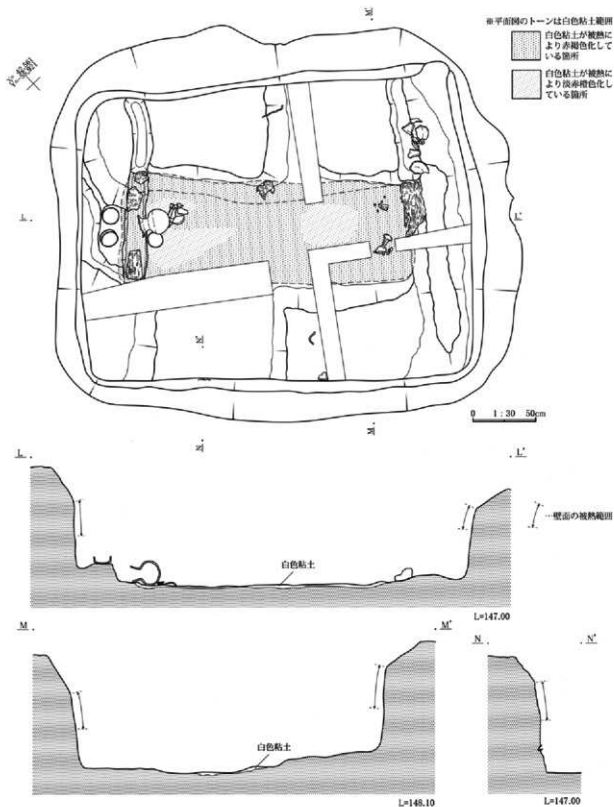 M'
※平面図のトーンは白色粘土範囲
白色粘土が被熱に
より赤褐色化して
いる箇所
白色粘土が被熱に
より淡赤橙色化し
ている箇所
L
L'
N'
0 1:30 50cm
N
M
L
L'
…壁面の被熱範囲
白色粘土
L=147.00
M
M'
N
N'
白色粘土
L=148.10
L=147.00